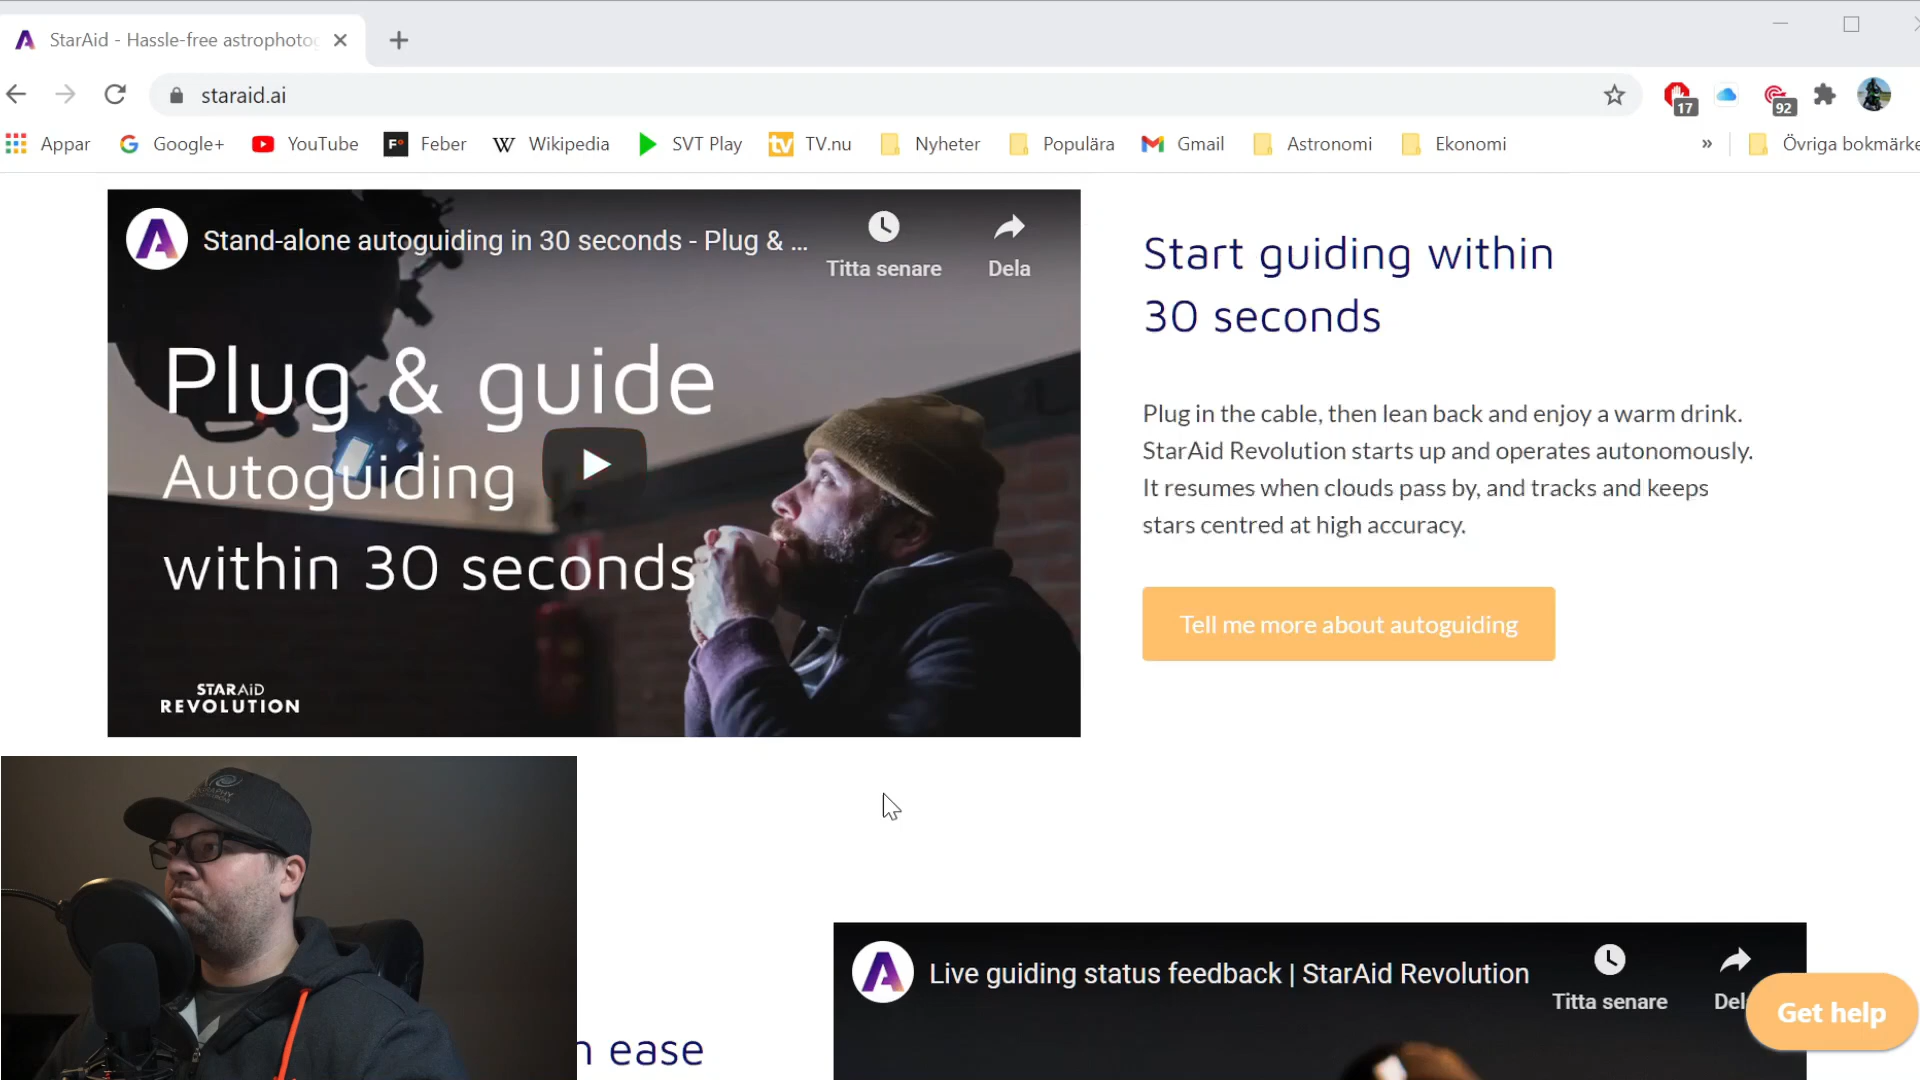 StarAid - Hassle-free astrophotog
staraid.ai
17
92
Appar
Google+
YouTube
Feber
Wikipedia
SVT Play
TV.nu
Nyheter
Populära
Gmail
Astronomi
Ekonomi
»
Övriga bokmärke
Stand-alone autoguiding in 30 seconds - Plug & ...
Titta senare
Dela
Plug & guide
Autoguiding
within 30 seconds
STARAiD
REVOLUTION
Start guiding within
30 seconds
Plug in the cable, then lean back and enjoy a warm drink.
StarAid Revolution starts up and operates autonomously.
It resumes when clouds pass by, and tracks and keeps
stars centred at high accuracy.
Tell me more about autoguiding
Live guiding status feedback | StarAid Revolution
Titta senare
Del
Get help
n ease